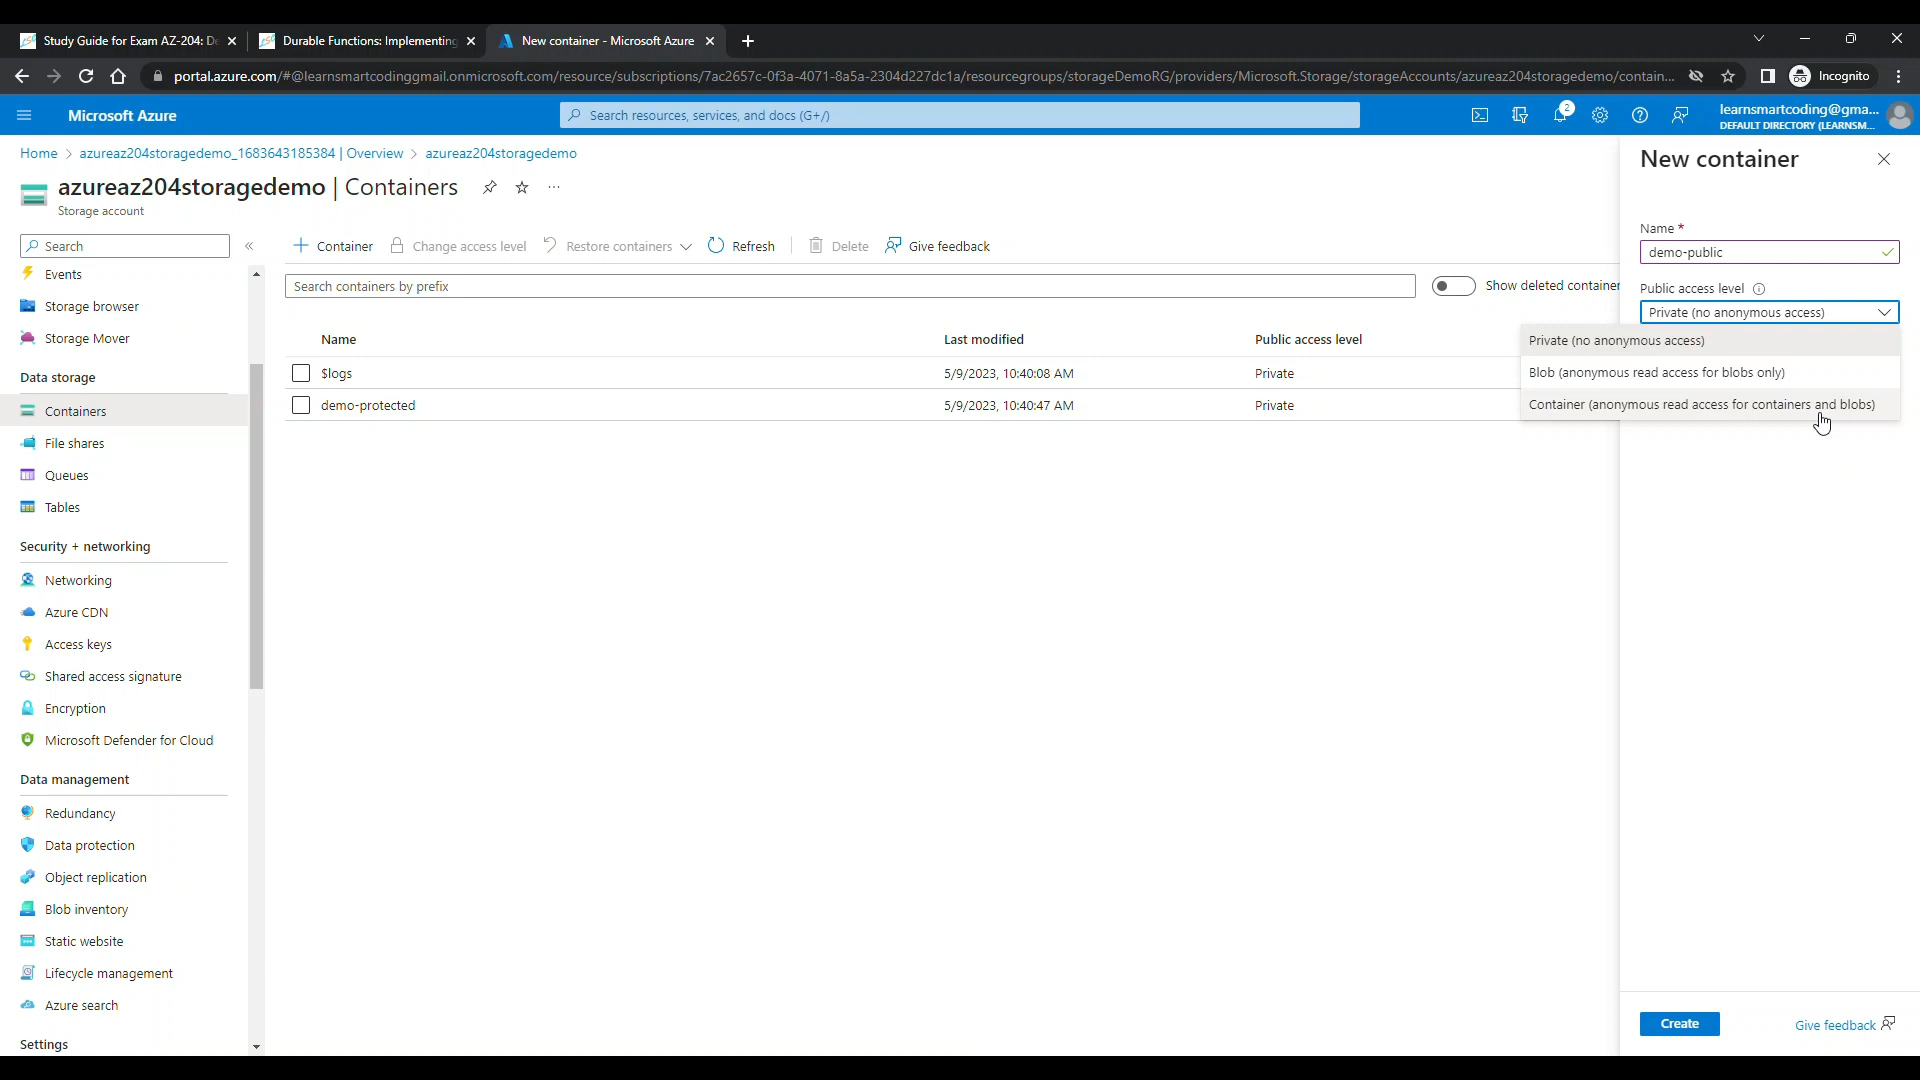 Study Guide for Exam AZ-204: De
Durable Functions: Implementing
New container - Microsoft Azure
portal.azure.com/#@learnsmartcodinggmail.onmicrosoft.com/resource/subscriptions/7ac2657c-0f3a-4071-8a5a-2304d227dc1a/resourcegroups/storageDemoRG/providers/Microsoft.Storage/storageAccounts/azureaz204storagedemo/contain...
Incognito
Microsoft Azure
Search resources, services, and docs (G+/)
2
learnsmartcoding@gma...
DEFAULT DIRECTORY (LEARNSM...
Home > azureaz204storagedemo_1683643185384 | Overview > azureaz204storagedemo
azureaz204storagedemo | Containers
Storage account
Search
Events
Storage browser
Storage Mover
Data storage
Containers
File shares
Queues
Tables
Security + networking
Networking
Azure CDN
Access keys
Shared access signature
Encryption
Microsoft Defender for Cloud
Data management
Redundancy
Data protection
Object replication
Blob inventory
Static website
Lifecycle management
Azure search
Settings
Container
Change access level
Restore containers
Refresh
Delete
Give feedback
Search containers by prefix
Show deleted container
Name Last modified Public access level
$logs 5/9/2023, 10:40:08 AM Private
demo-protected 5/9/2023, 10:40:47 AM Private
New container
Name *
demo-public
Public access level
Private (no anonymous access)
Private (no anonymous access)
Blob (anonymous read access for blobs only)
Container (anonymous read access for containers and blobs)
Create
Give feedback